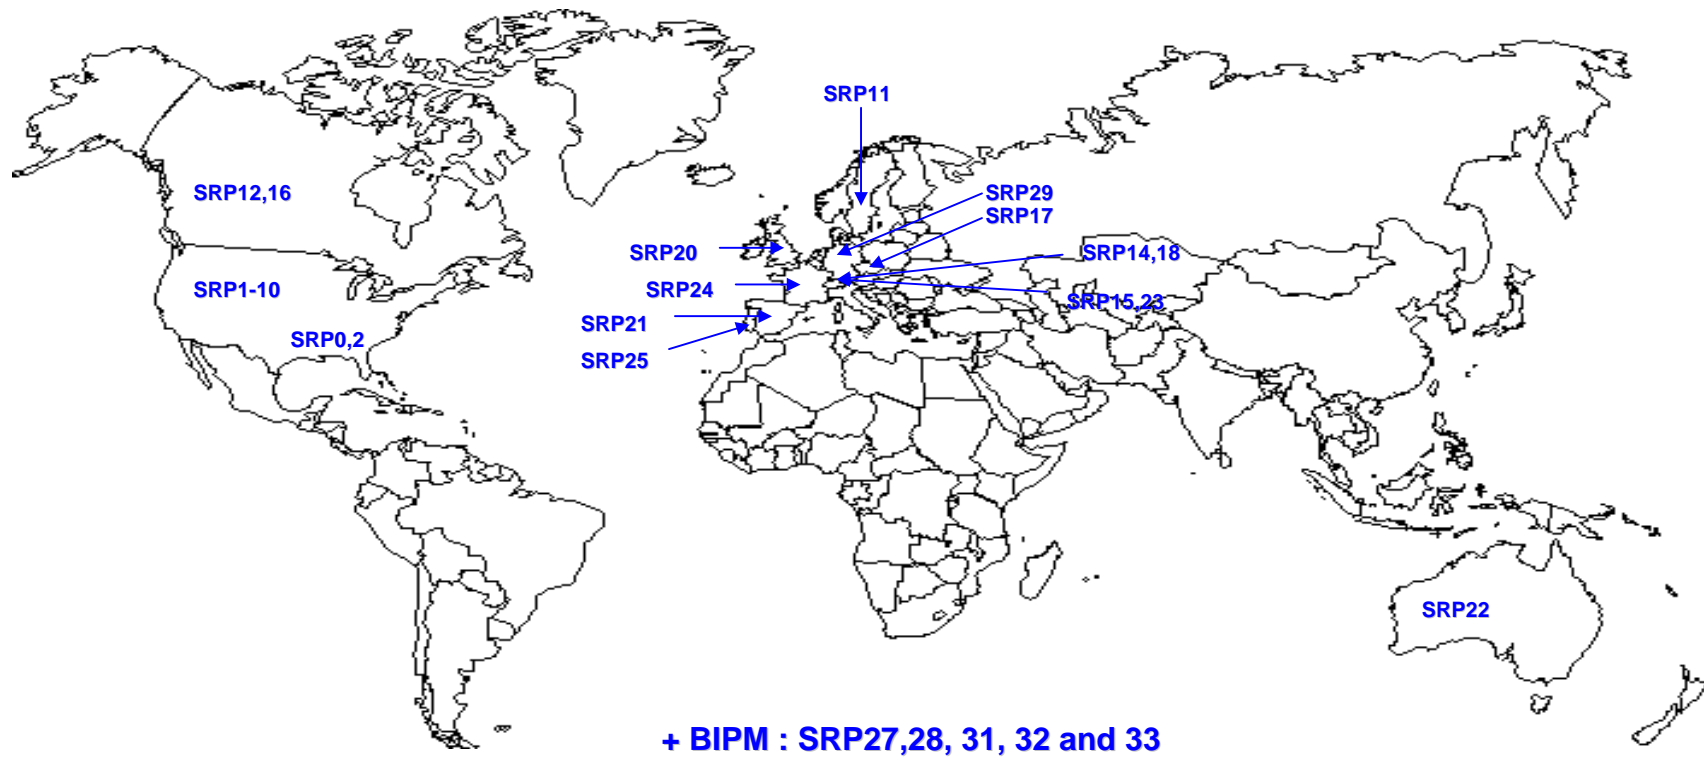 SRP11
SRP12,16
SRP29
SRP17
SRP20
SRP14,18
SRP24
SRP1-10
SRP15,23
SRP21
SRP0,2
SRP25
SRP22
+ BIPM : SRP27,28, 31, 32 and 33